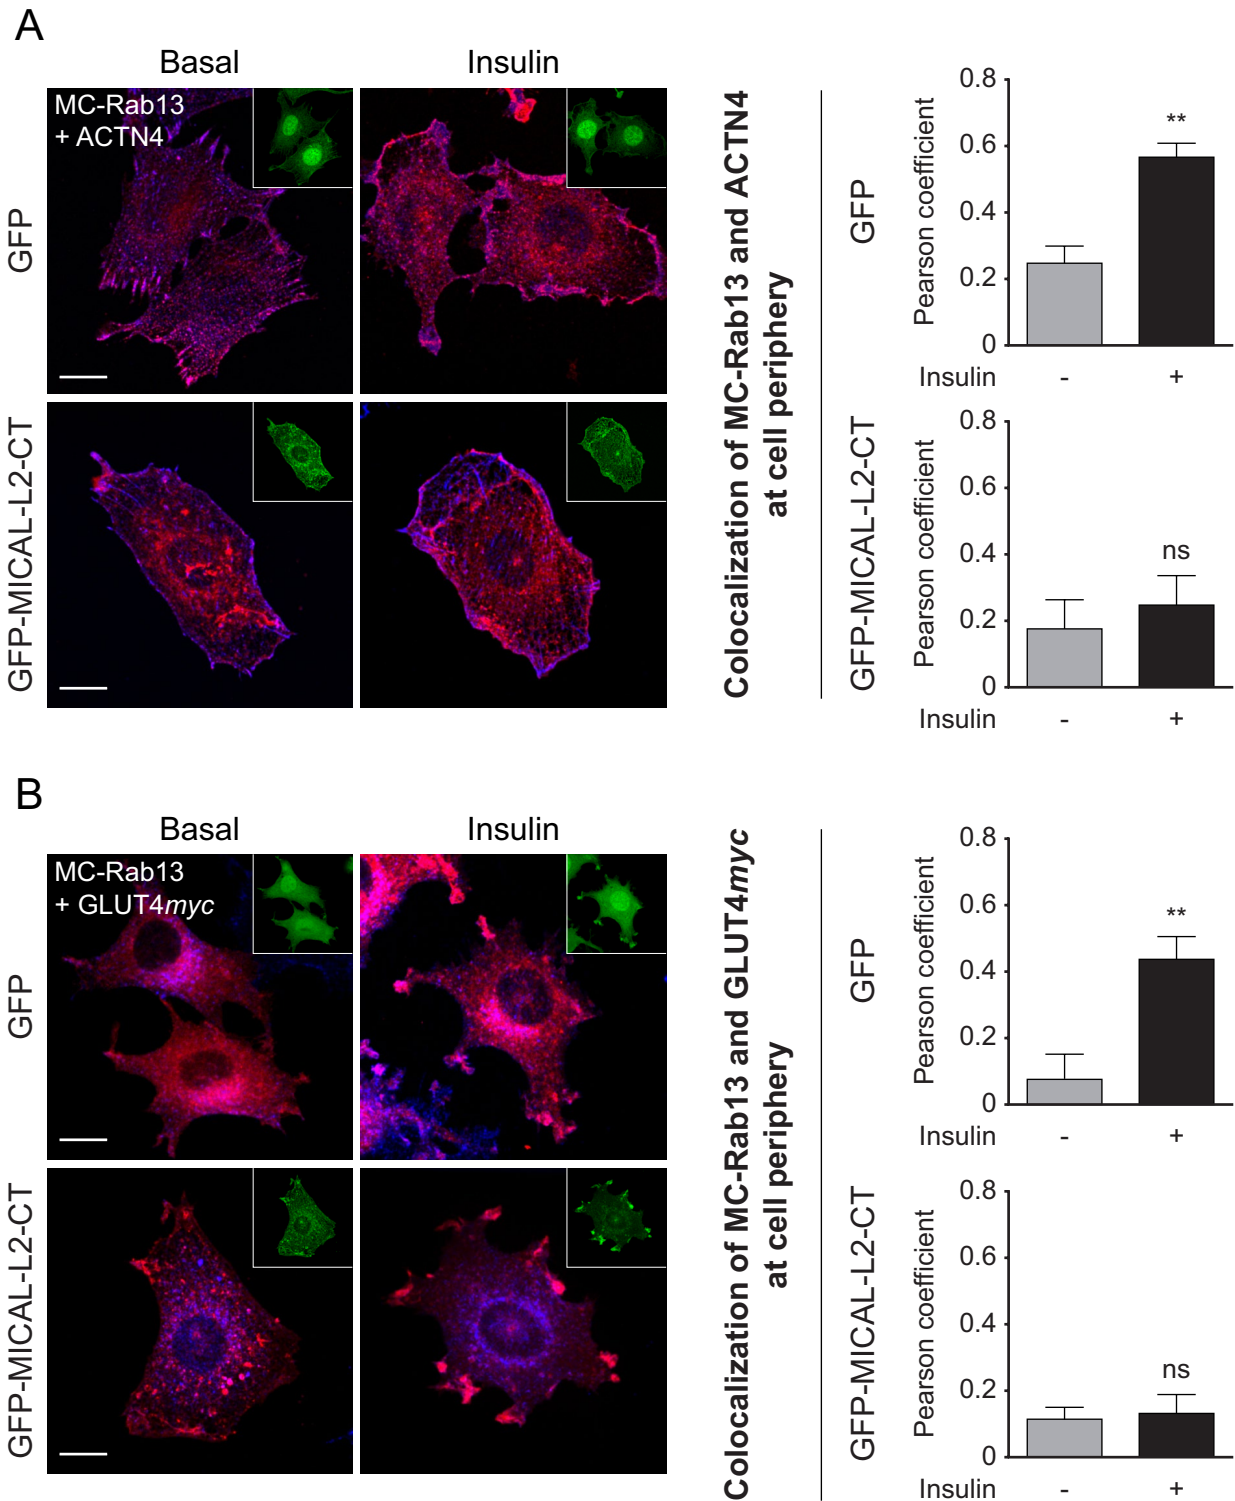 A
Basal
Insulin
MC-Rab13
+ ACTN4
GFP
GFP-MICAL-L2-CT
Colocalization of MC-Rab13 and ACTN4
at cell periphery
GFP
Pearson coefficient
0.8
0.6
0.4
0.2
0
**
Insulin - +
GFP-MICAL-L2-CT
Pearson coefficient
0.8
0.6
0.4
0.2
0
ns
Insulin - +
B
Basal
Insulin
MC-Rab13
+ GLUT4myc
GFP
GFP-MICAL-L2-CT
Colocalization of MC-Rab13 and GLUT4myc
at cell periphery
GFP
Pearson coefficient
0.8
0.6
0.4
0.2
0
**
Insulin - +
GFP-MICAL-L2-CT
Pearson coefficient
0.8
0.6
0.4
0.2
0
ns
Insulin - +